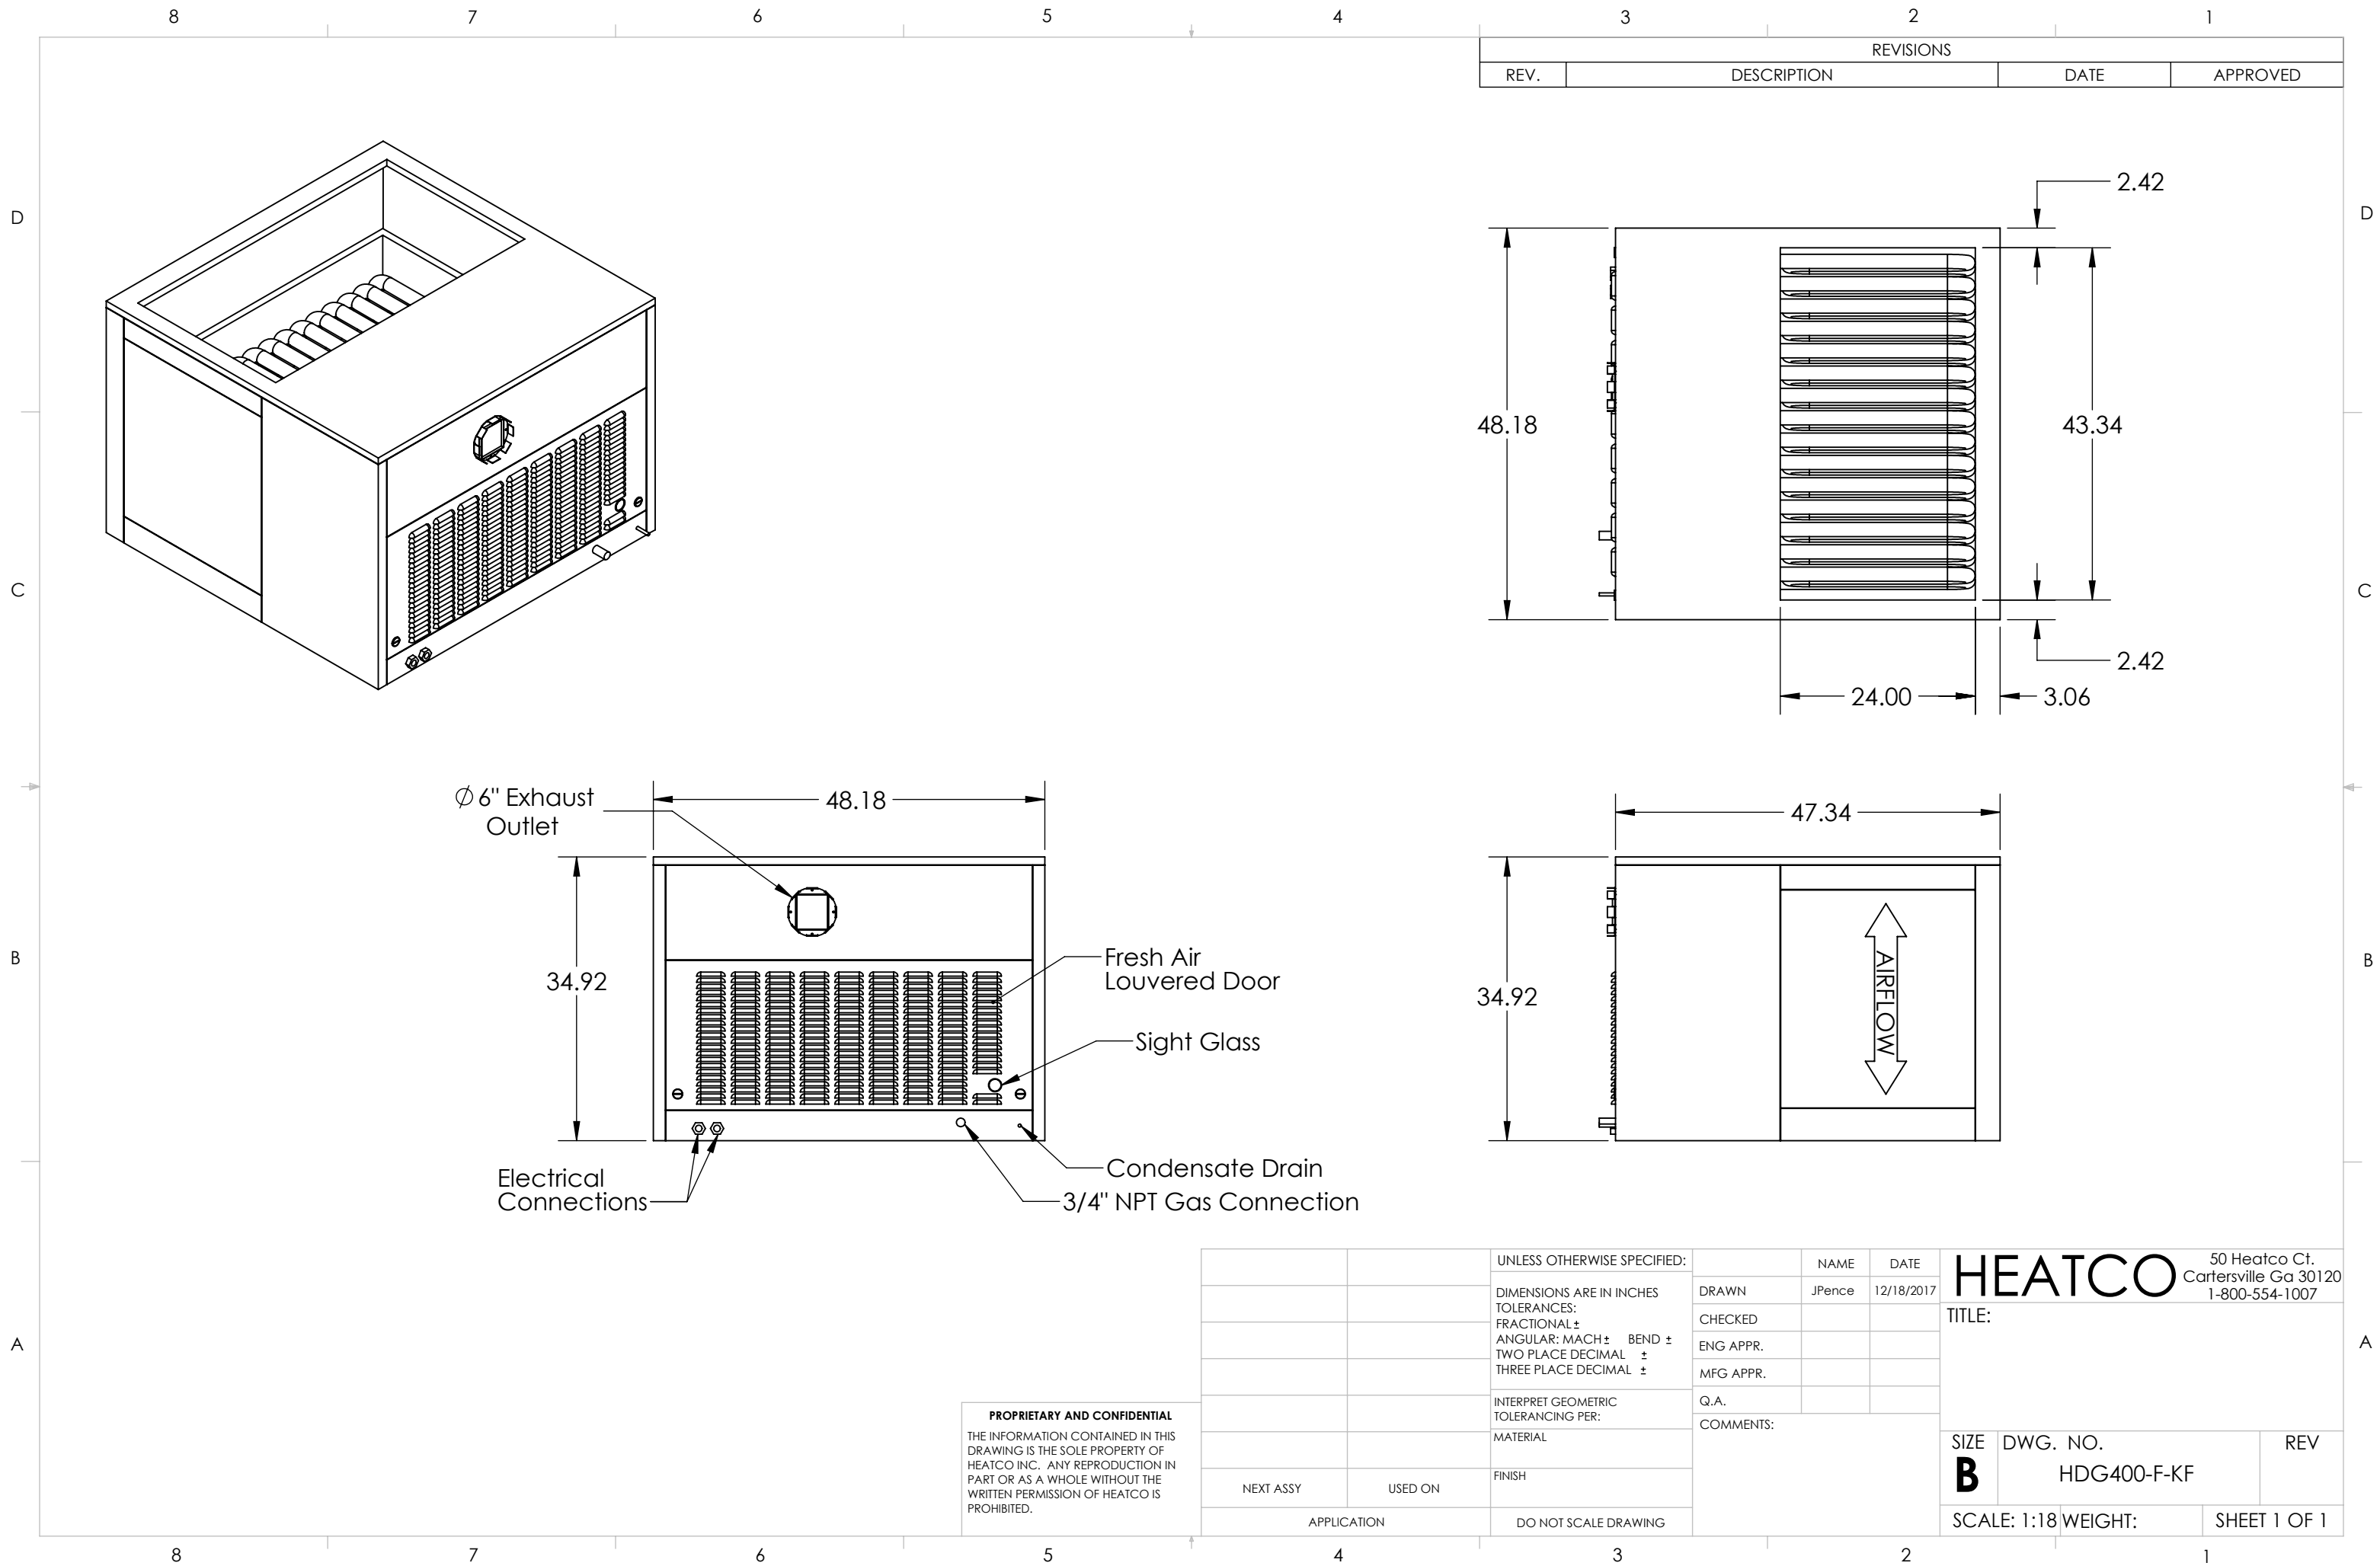 8 7 6 5 4 3 2 1
REVISIONS
REV. DESCRIPTION DATE APPROVED
D D
2.42
48.18
43.34
C C
2.42
24.00
3.06
Ø 6" Exhaust
Outlet
48.18
47.34
34.92
Fresh Air
Louvered Door
B B
34.92
AIRFLOW
Sight Glass
Electrical
Connections
Condensate Drain
3/4" NPT Gas Connection
A A
PROPRIETARY AND CONFIDENTIAL
THE INFORMATION CONTAINED IN THIS
DRAWING IS THE SOLE PROPERTY OF
HEATCO INC. ANY REPRODUCTION IN
PART OR AS A WHOLE WITHOUT THE
WRITTEN PERMISSION OF HEATCO IS
PROHIBITED.
NEXT ASSY USED ON
APPLICATION
UNLESS OTHERWISE SPECIFIED:
DIMENSIONS ARE IN INCHES
TOLERANCES:
FRACTIONAL ±
ANGULAR: MACH ± BEND ±
TWO PLACE DECIMAL ±
THREE PLACE DECIMAL ±
INTERPRET GEOMETRIC
TOLERANCING PER:
MATERIAL
FINISH
DO NOT SCALE DRAWING
NAME DATE
DRAWN JPence 12/18/2017
CHECKED
ENG APPR.
MFG APPR.
Q.A.
COMMENTS:
HEATCO
50 Heatco Ct.
Cartersville Ga 30120
1-800-554-1007
TITLE:
SIZE DWG. NO. REV
B HDG400-F-KF
SCALE: 1:18 WEIGHT: SHEET 1 OF 1
8 7 6 5 4 3 2 1